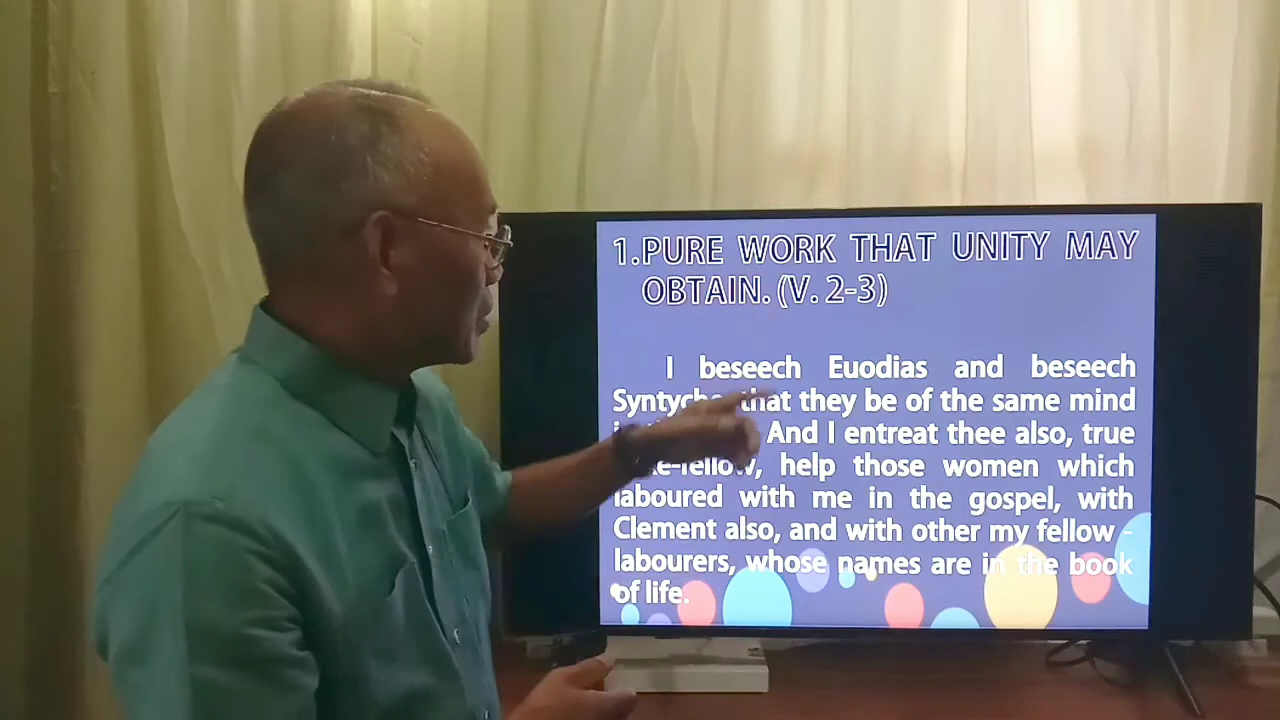 1.PURE WORK THAT UNITY MAY
OBTAIN. (V. 2-3)
I beseech Euodias and beseech
that they be of the same mind
And I entreat thee also, true
help those women which
laboured with me in the gospel, with
Clement also, and with other my fellow -
labourers, whose names are in the book
of life.